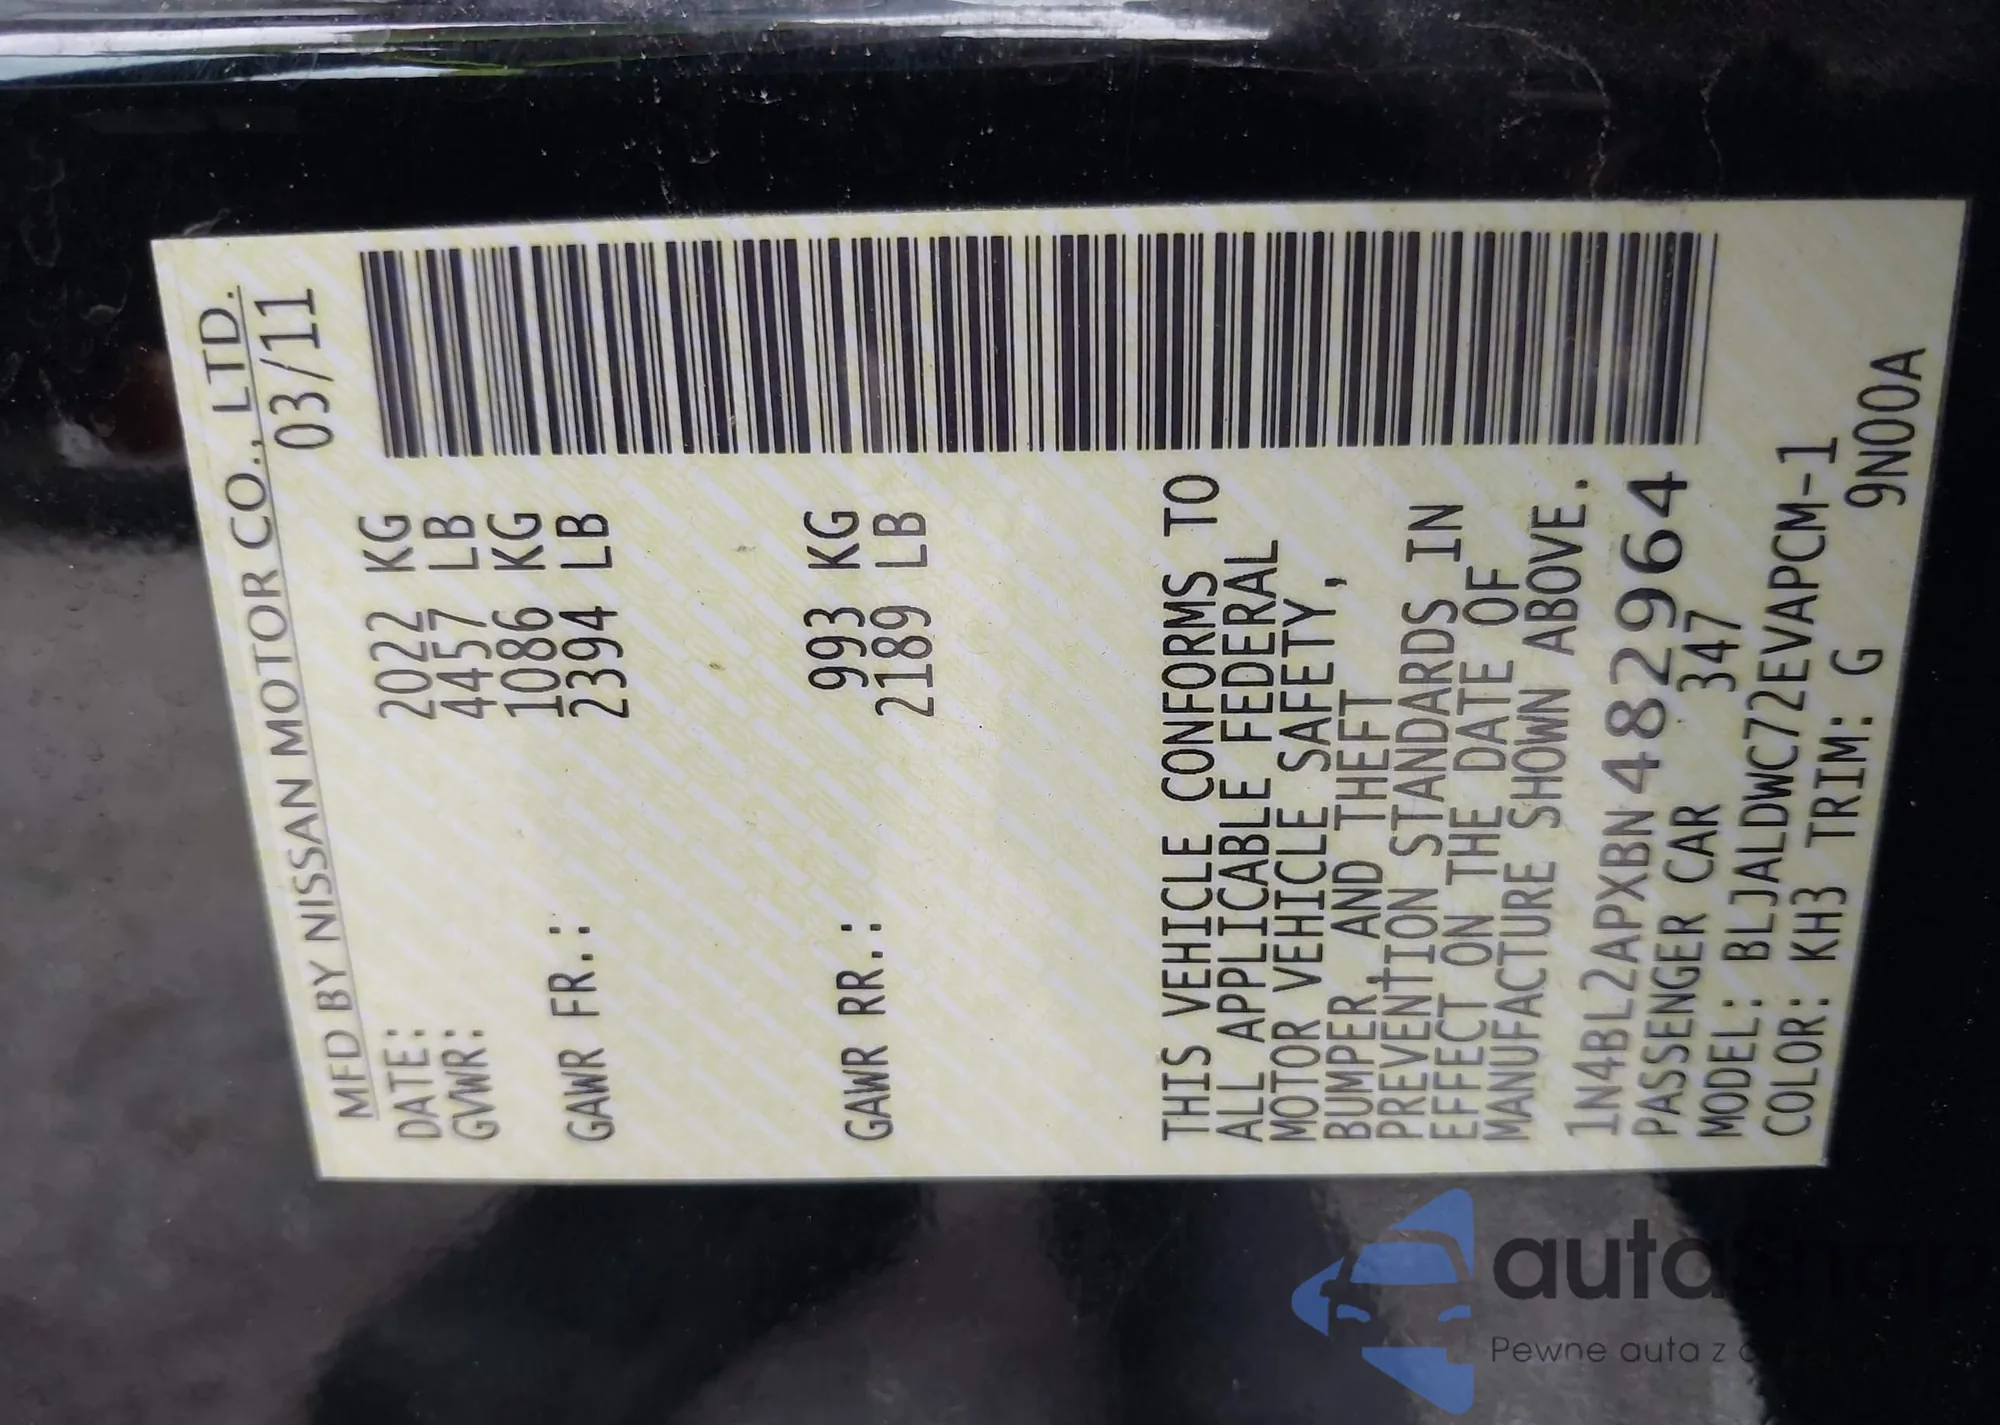 MFD BY NISSAN MOTOR CO., LTD.
DATE: 03/11
GVWR: 2022 KG
4457 LB
GAWR FR.: 1086 KG
2394 LB
GAWR RR.: 993 KG
2189 LB
THIS VEHICLE CONFORMS TO
ALL APPLICABLE FEDERAL
MOTOR VEHICLE SAFETY,
BUMPER, AND THEFT
PREVENTION STANDARDS IN
EFFECT ON THE DATE OF
MANUFACTURE SHOWN ABOVE.
1N4BL2APXBN482964
PASSENGER CAR 347
MODEL: BLJALDWC72EVAPCM-1
COLOR: KH3 TRIM: G 9N00A
Pewne auta z